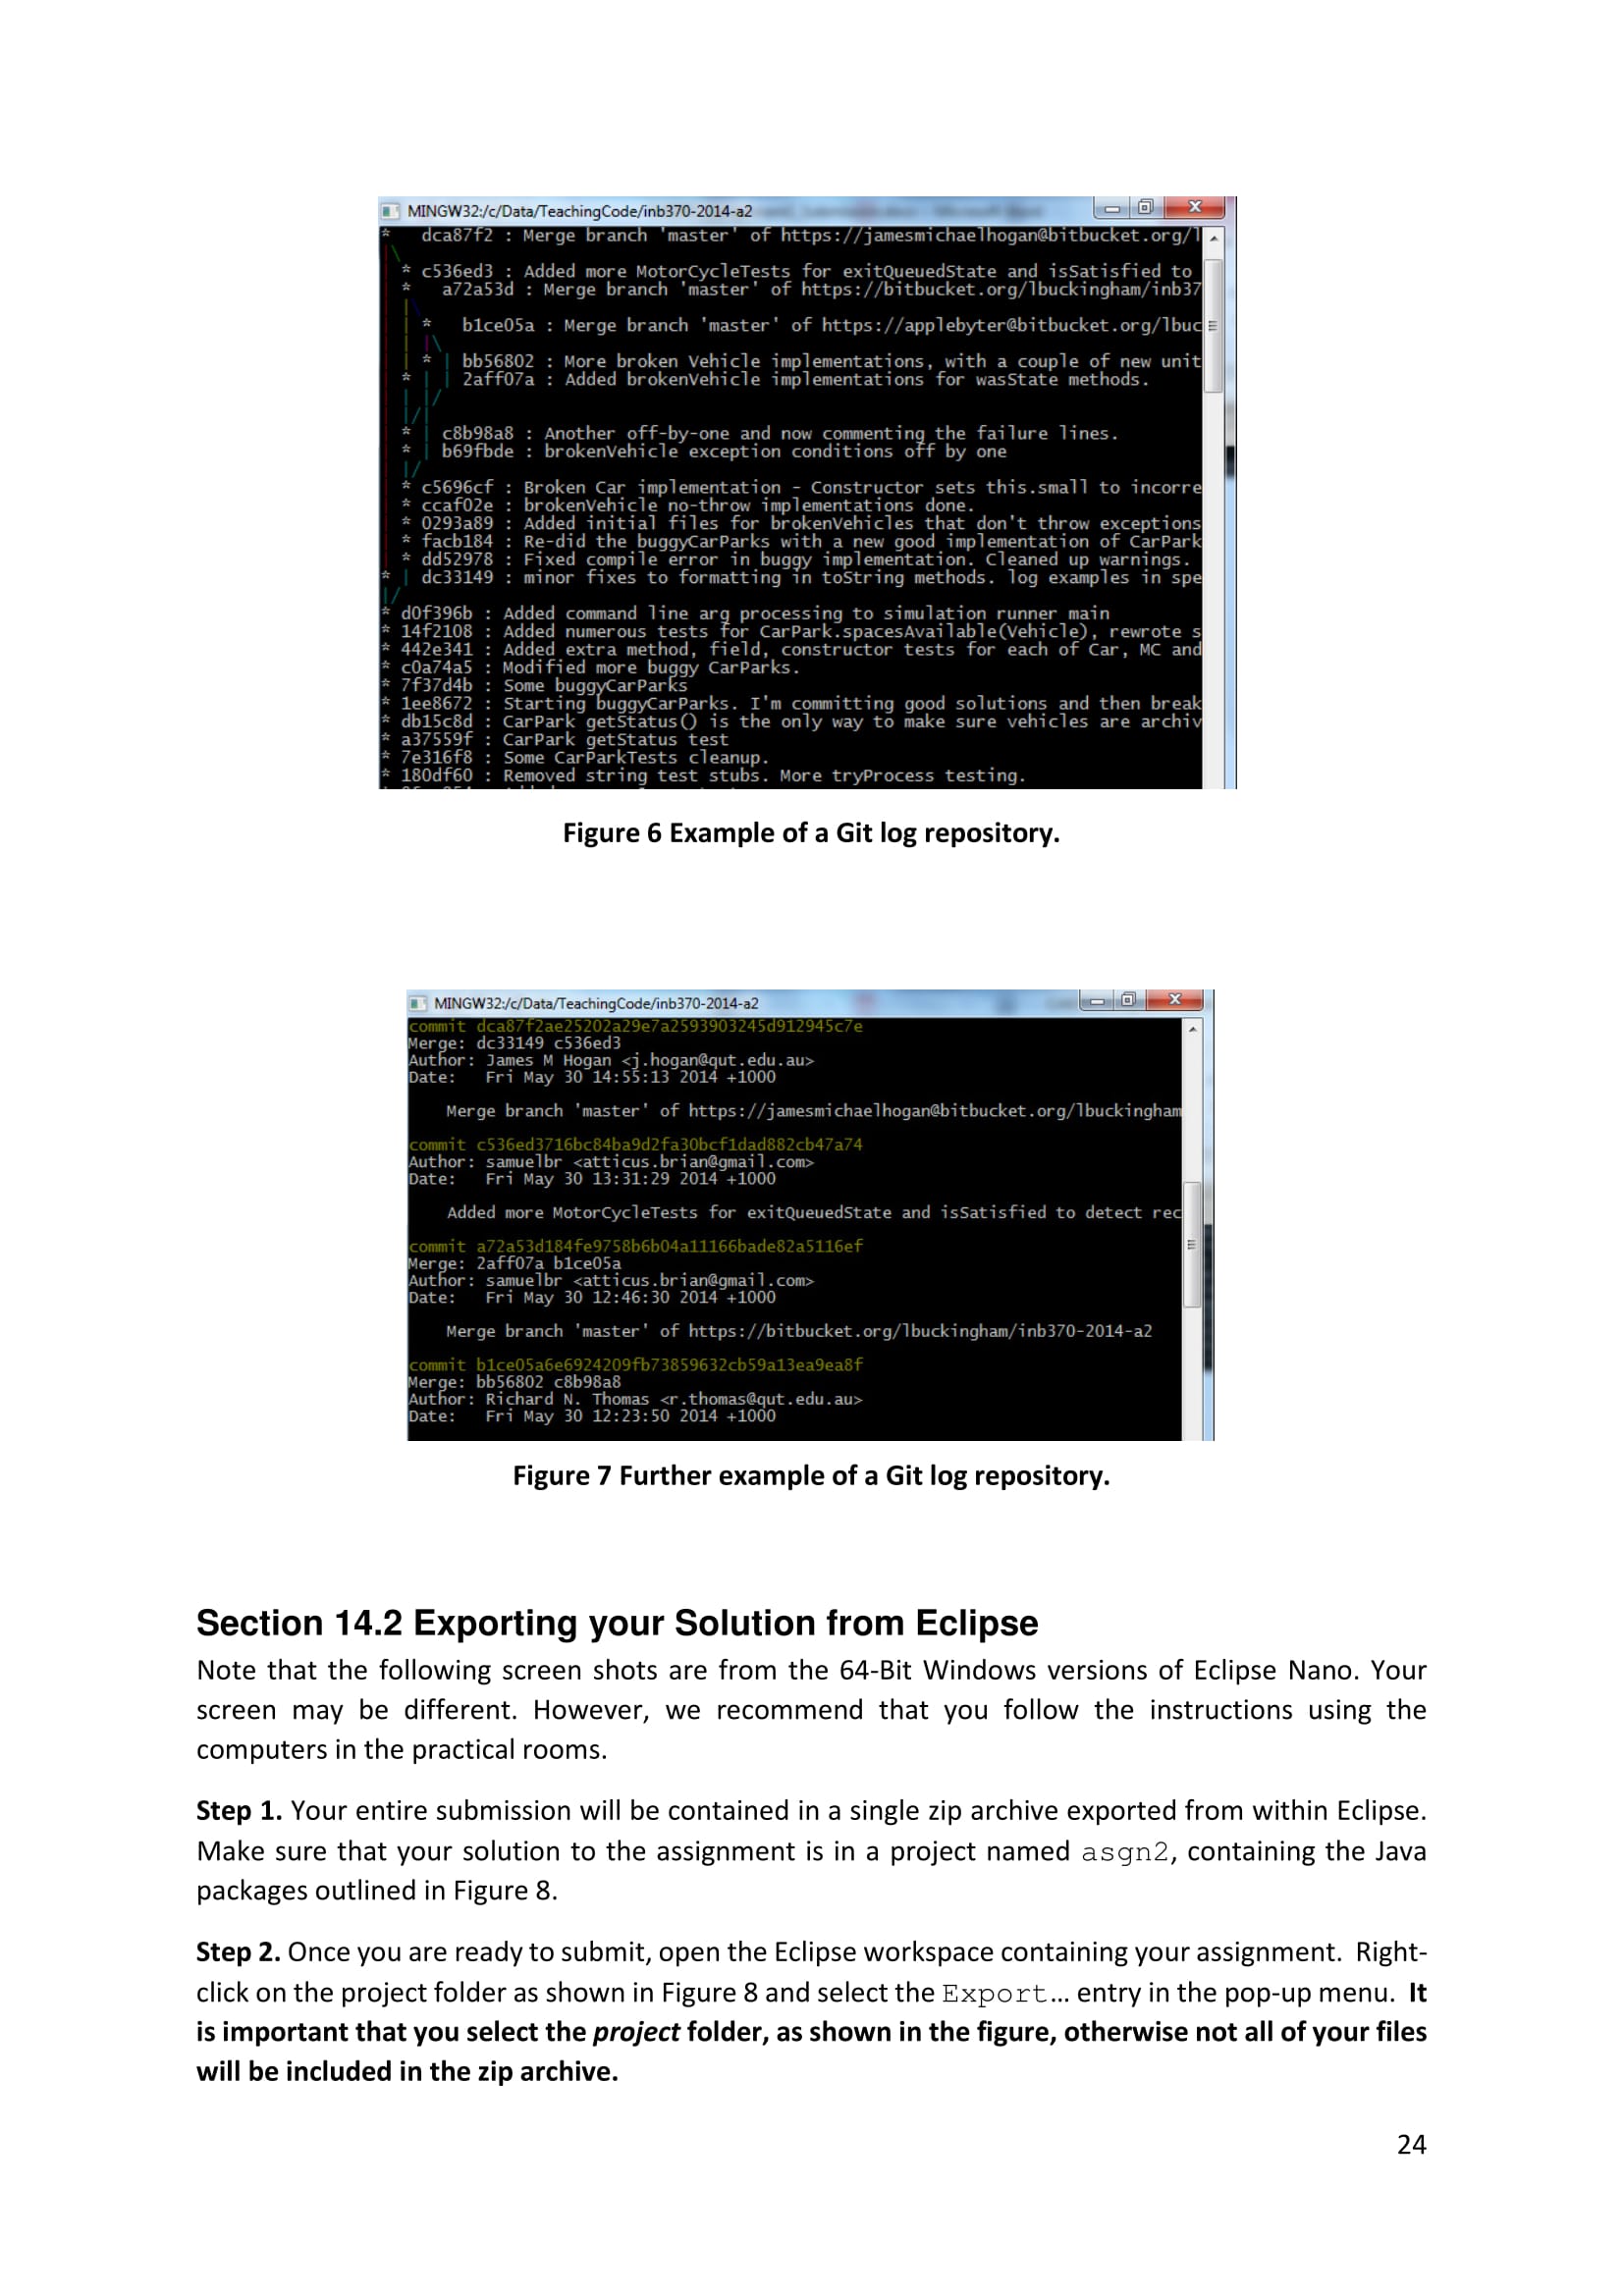 MINGW32:/c/Data/TeachingCode/inb370-2014-a2
* dca87f2 : Merge branch 'master' of https://jamesmichaelhogan@bitbucket.org/l
|\
| * c536ed3 : Added more MotorCycleTests for exitQueuedState and isSatisfied to
| * a72a53d : Merge branch 'master' of https://bitbucket.org/lbuckingham/inb37
| |\
| | * b1ce05a : Merge branch 'master' of https://applebyter@bitbucket.org/lbuc
| | |\
| | * | bb56802 : More broken Vehicle implementations, with a couple of new unit
| * | | 2aff07a : Added brokenVehicle implementations for wasState methods.
| | |/
| |/|
| * | c8b98a8 : Another off-by-one and now commenting the failure lines.
| * | b69fbde : brokenVehicle exception conditions off by one
| |/
| * c5696cf : Broken Car implementation - Constructor sets this.small to incorre
| * ccaf02e : brokenVehicle no-throw implementations done.
| * 0293a89 : Added initial files for brokenVehicles that don't throw exceptions
| * facb184 : Re-did the buggyCarParks with a new good implementation of CarPark
| * dd52978 : Fixed compile error in buggy implementation. Cleaned up warnings.
* | dc33149 : minor fixes to formatting in toString methods. log examples in spe
|/
* d0f396b : Added command line arg processing to simulation runner main
* 14f2108 : Added numerous tests for CarPark.spacesAvailable(Vehicle), rewrote s
* 442e341 : Added extra method, field, constructor tests for each of Car, MC and
* c0a74a5 : Modified more buggy CarParks.
* 7f37d4b : Some buggyCarParks
* 1ee8672 : Starting buggyCarParks. I'm committing good solutions and then break
* db15c8d : CarPark getStatus() is the only way to make sure vehicles are archiv
* a37559f : CarPark getStatus test
* 7e316f8 : Some CarParkTests cleanup.
* 180df60 : Removed string test stubs. More tryProcess testing.
Figure 6 Example of a Git log repository.
MINGW32:/c/Data/TeachingCode/inb370-2014-a2
commit dca87f2ae25202a29e7a2593903245d912945c7e
Merge: dc33149 c536ed3
Author: James M Hogan <j.hogan@qut.edu.au>
Date: Fri May 30 14:55:13 2014 +1000
Merge branch 'master' of https://jamesmichaelhogan@bitbucket.org/lbuckingham
commit c536ed3716bc84ba9d2fa30bcf1dad882cb47a74
Author: samuelbr <atticus.brian@gmail.com>
Date: Fri May 30 13:31:29 2014 +1000
Added more MotorCycleTests for exitQueuedState and isSatisfied to detect rec
commit a72a53d184fe9758b6b04a11166bade82a5116ef
Merge: 2aff07a b1ce05a
Author: samuelbr <atticus.brian@gmail.com>
Date: Fri May 30 12:46:30 2014 +1000
Merge branch 'master' of https://bitbucket.org/lbuckingham/inb370-2014-a2
commit b1ce05a6e6924209fb73859632cb59a13ea9ea8f
Merge: bb56802 c8b98a8
Author: Richard N. Thomas <r.thomas@qut.edu.au>
Date: Fri May 30 12:23:50 2014 +1000
Figure 7 Further example of a Git log repository.
Section 14.2 Exporting your Solution from Eclipse
Note that the following screen shots are from the 64-Bit Windows versions of Eclipse Nano. Your
screen may be different. However, we recommend that you follow the instructions using the
computers in the practical rooms.
Step 1. Your entire submission will be contained in a single zip archive exported from within Eclipse.
Make sure that your solution to the assignment is in a project named asgn2, containing the Java
packages outlined in Figure 8.
Step 2. Once you are ready to submit, open the Eclipse workspace containing your assignment. Right-
click on the project folder as shown in Figure 8 and select the Export… entry in the pop-up menu. It
is important that you select the project folder, as shown in the figure, otherwise not all of your files
will be included in the zip archive.
24